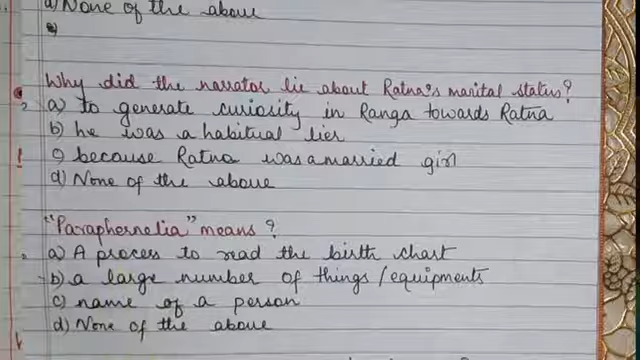 d) None of the above
Why did the narrator lie about Ratna's marital status?
a) to generate curiosity in Ranga towards Ratna
b) he was a habitual lier
c) because Ratna was a married girl
d) None of the above
"Paraphernelia" means?
a) A process to read the birth chart
b) a large number of things/equipments
c) name of a person
d) None of the above